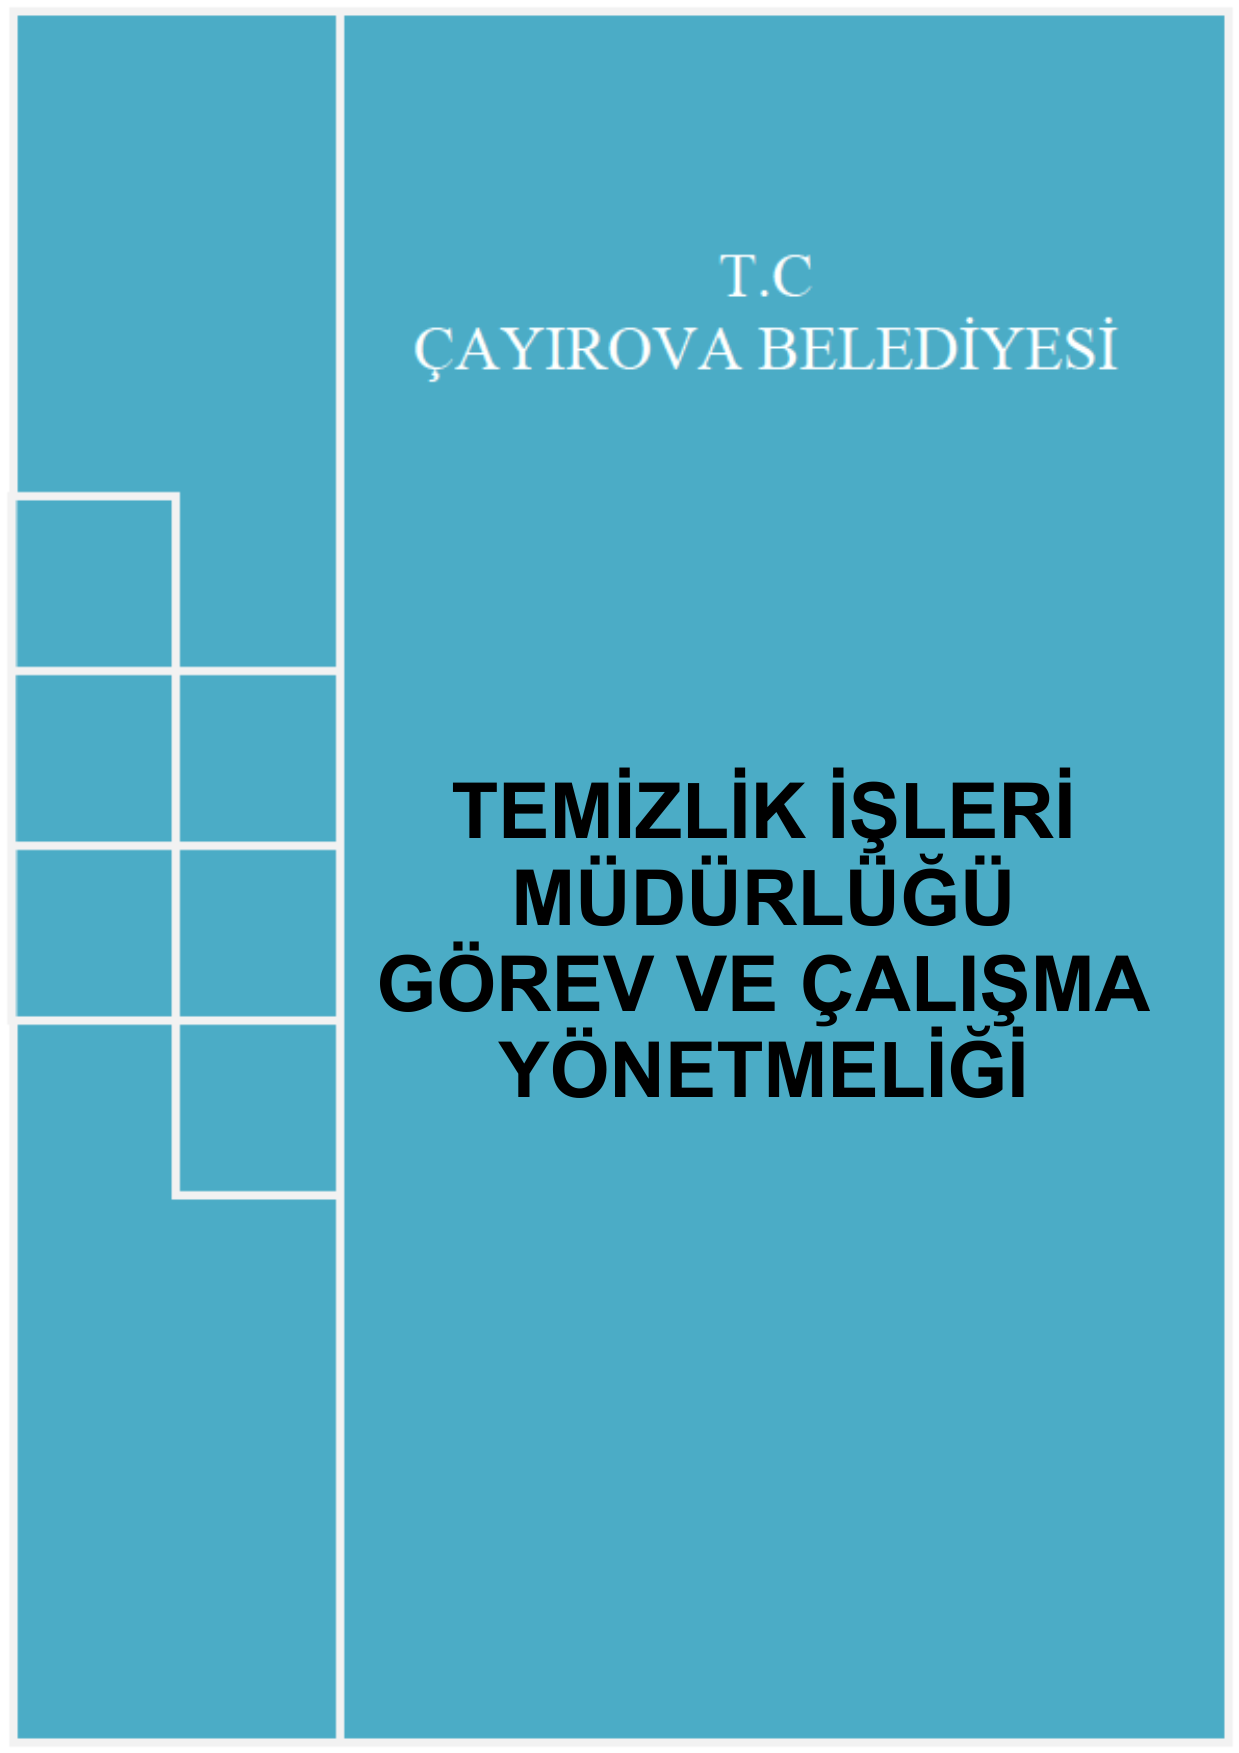 T.C
ÇAYIROVA BELEDİYESİ
TEMİZLİK İŞLERİ
MÜDÜRLÜĞÜ
GÖREV VE ÇALIŞMA
YÖNETMELİĞİ